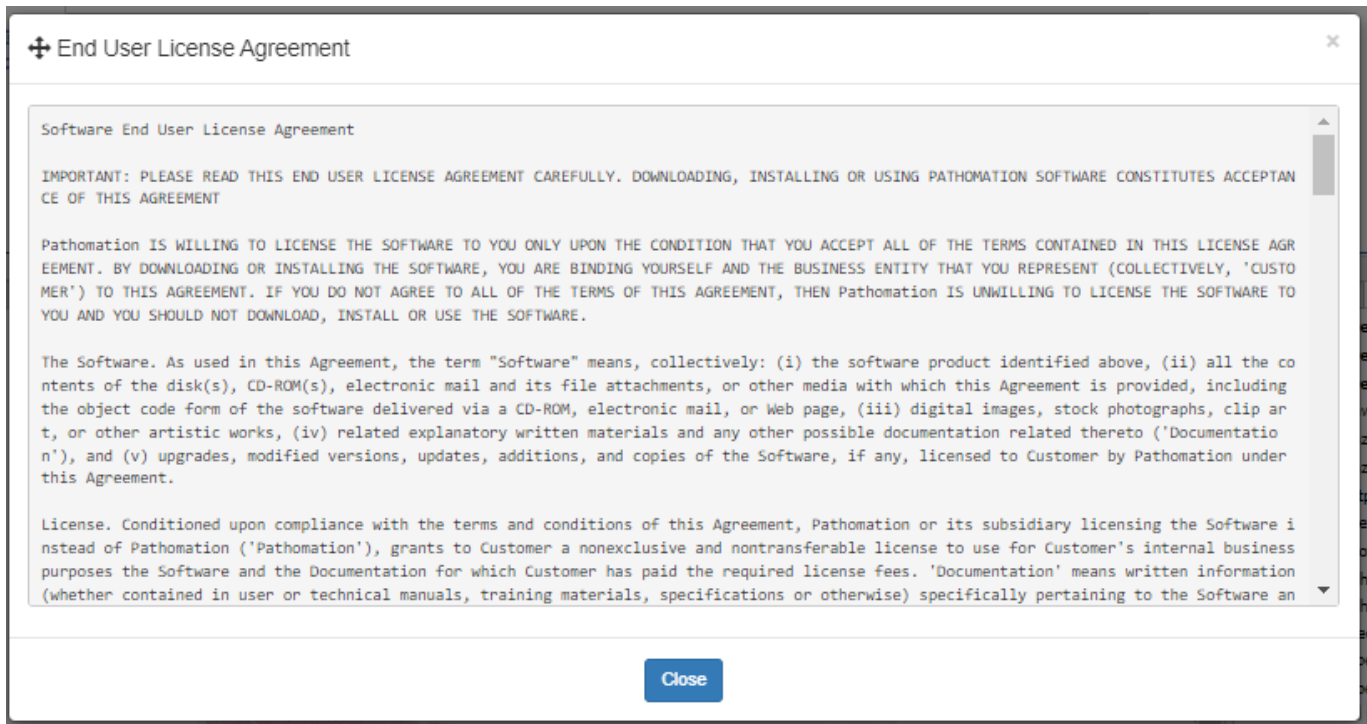 End User License Agreement
×
Software End User License Agreement
IMPORTANT: PLEASE READ THIS END USER LICENSE AGREEMENT CAREFULLY. DOWNLOADING, INSTALLING OR USING PATHOMATION SOFTWARE CONSTITUTES ACCEPTAN
CE OF THIS AGREEMENT
Pathomation IS WILLING TO LICENSE THE SOFTWARE TO YOU ONLY UPON THE CONDITION THAT YOU ACCEPT ALL OF THE TERMS CONTAINED IN THIS LICENSE AGR
EEMENT. BY DOWNLOADING OR INSTALLING THE SOFTWARE, YOU ARE BINDING YOURSELF AND THE BUSINESS ENTITY THAT YOU REPRESENT (COLLECTIVELY, 'CUSTO
MER') TO THIS AGREEMENT. IF YOU DO NOT AGREE TO ALL OF THE TERMS OF THIS AGREEMENT, THEN Pathomation IS UNWILLING TO LICENSE THE SOFTWARE TO
YOU AND YOU SHOULD NOT DOWNLOAD, INSTALL OR USE THE SOFTWARE.
The Software. As used in this Agreement, the term "Software" means, collectively: (i) the software product identified above, (ii) all the co
ntents of the disk(s), CD-ROM(s), electronic mail and its file attachments, or other media with which this Agreement is provided, including
the object code form of the software delivered via a CD-ROM, electronic mail, or Web page, (iii) digital images, stock photographs, clip ar
t, or other artistic works, (iv) related explanatory written materials and any other possible documentation related thereto ('Documentatio
n'), and (v) upgrades, modified versions, updates, additions, and copies of the Software, if any, licensed to Customer by Pathomation under
this Agreement.
License. Conditioned upon compliance with the terms and conditions of this Agreement, Pathomation or its subsidiary licensing the Software i
nstead of Pathomation ('Pathomation'), grants to Customer a nonexclusive and nontransferable license to use for Customer's internal business
purposes the Software and the Documentation for which Customer has paid the required license fees. 'Documentation' means written information
(whether contained in user or technical manuals, training materials, specifications or otherwise) specifically pertaining to the Software an
Close